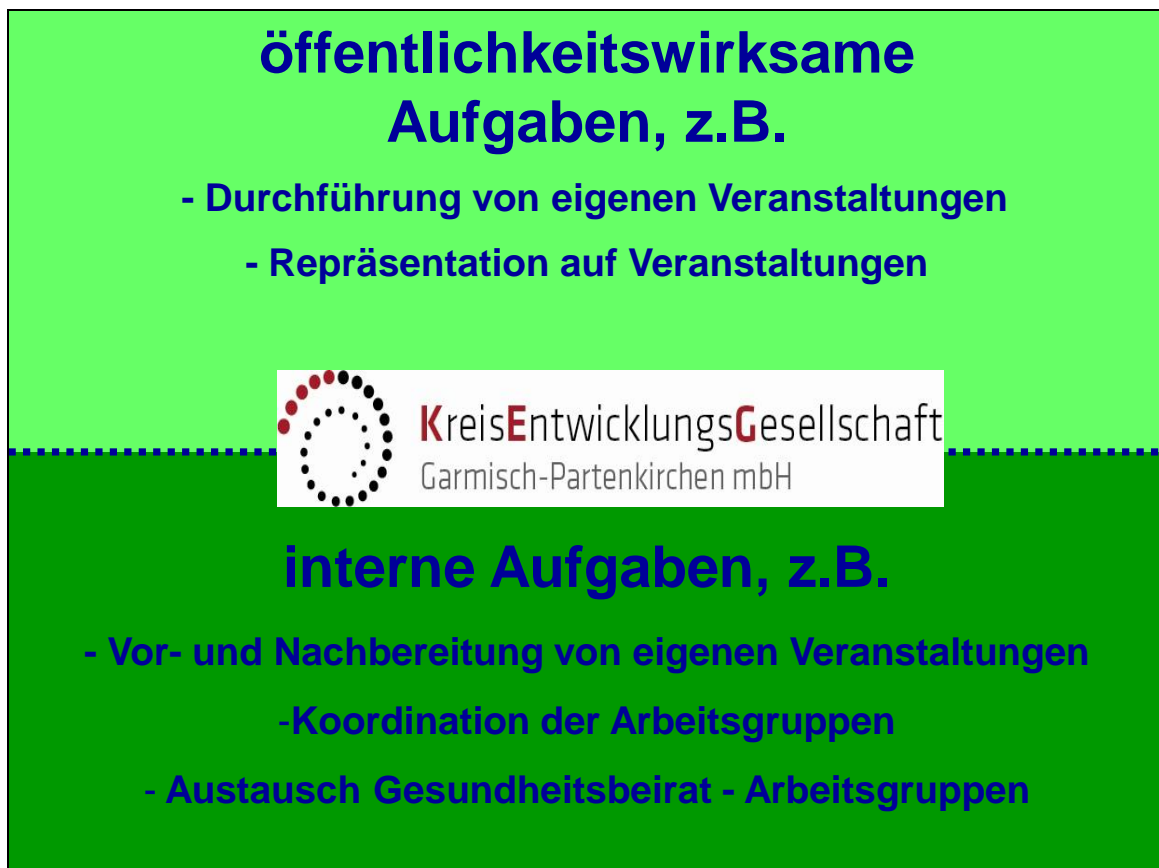 öffentlichkeitswirksame
Aufgaben, z.B.
- Durchführung von eigenen Veranstaltungen
- Repräsentation auf Veranstaltungen
KreisEntwicklungsGesellschaft
Garmisch-Partenkirchen mbH
interne Aufgaben, z.B.
- Vor- und Nachbereitung von eigenen Veranstaltungen
-Koordination der Arbeitsgruppen
- Austausch Gesundheitsbeirat - Arbeitsgruppen